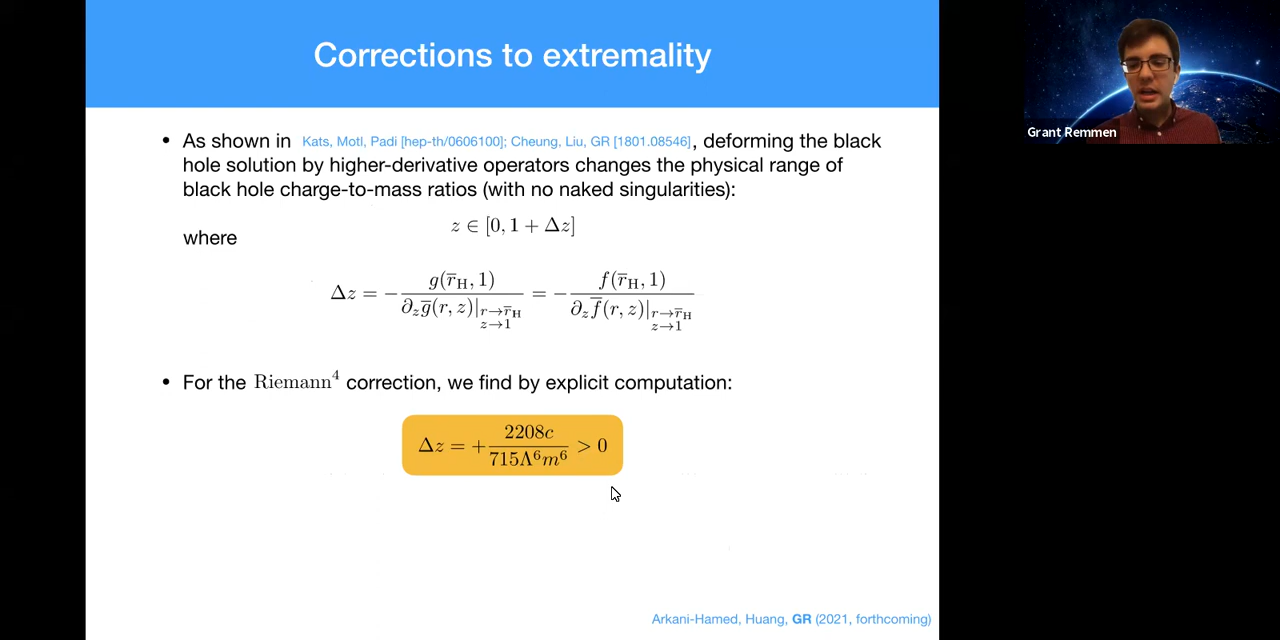 Corrections to extremality
• As shown in Kats, Motl, Padi [hep-th/0606100]; Cheung, Liu, GR [1801.08546], deforming the black
hole solution by higher-derivative operators changes the physical range of
black hole charge-to-mass ratios (with no naked singularities):
z ∈ [0, 1 + Δz]
where
Δz = − g(r̅_H, 1) / ∂_z g̅(r, z)|_{r→r̅_H, z→1} = − f(r̅_H, 1) / ∂_z f̅(r, z)|_{r→r̅_H, z→1}
• For the Riemann⁴ correction, we find by explicit computation:
Δz = + 2208c / 715Λ⁶m⁶ > 0
Arkani-Hamed, Huang, GR (2021, forthcoming)
Grant Remmen